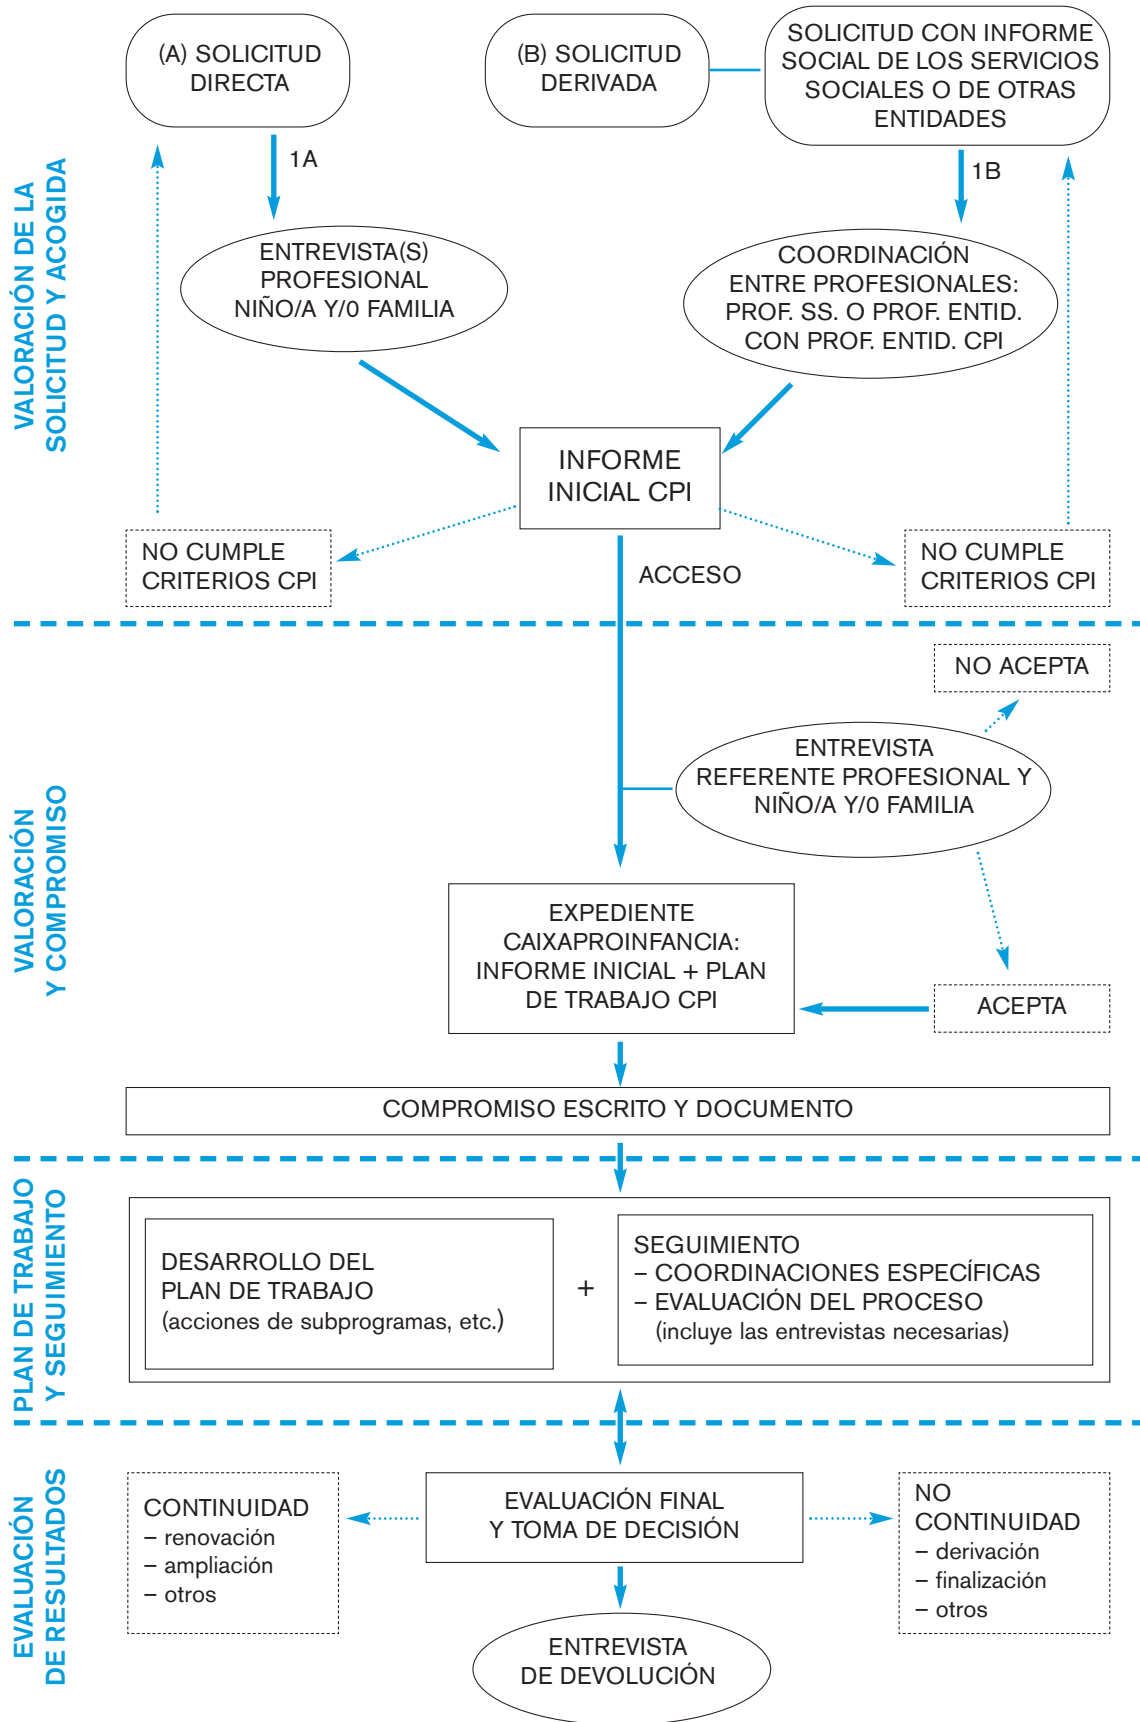 VALORACIÓN DE LA
SOLICITUD Y ACOGIDA
(A) SOLICITUD
DIRECTA
(B) SOLICITUD
DERIVADA
SOLICITUD CON INFORME
SOCIAL DE LOS SERVICIOS
SOCIALES O DE OTRAS
ENTIDADES
1A
1B
ENTREVISTA(S)
PROFESIONAL
NIÑO/A Y/0 FAMILIA
COORDINACIÓN
ENTRE PROFESIONALES:
PROF. SS. O PROF. ENTID.
CON PROF. ENTID. CPI
INFORME
INICIAL CPI
NO CUMPLE
CRITERIOS CPI
ACCESO
NO CUMPLE
CRITERIOS CPI
VALORACIÓN
Y COMPROMISO
NO ACEPTA
ENTREVISTA
REFERENTE PROFESIONAL Y
NIÑO/A Y/0 FAMILIA
EXPEDIENTE
CAIXAPROINFANCIA:
INFORME INICIAL + PLAN
DE TRABAJO CPI
ACEPTA
COMPROMISO ESCRITO Y DOCUMENTO
PLAN DE TRABAJO
Y SEGUIMIENTO
DESARROLLO DEL
PLAN DE TRABAJO
(acciones de subprogramas, etc.)
+
SEGUIMIENTO
– COORDINACIONES ESPECÍFICAS
– EVALUACIÓN DEL PROCESO
(incluye las entrevistas necesarias)
EVALUACIÓN
DE RESULTADOS
CONTINUIDAD
– renovación
– ampliación
– otros
EVALUACIÓN FINAL
Y TOMA DE DECISIÓN
NO
CONTINUIDAD
– derivación
– finalización
– otros
ENTREVISTA
DE DEVOLUCIÓN